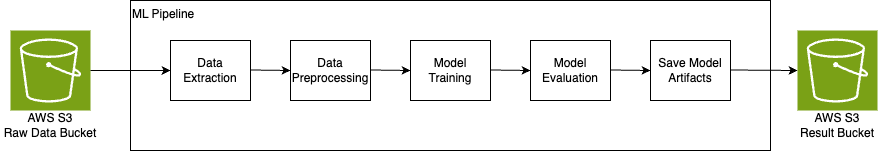 ML Pipeline
AWS S3
Raw Data Bucket
Data
Extraction
Data
Preprocessing
Model
Training
Model
Evaluation
Save Model
Artifacts
AWS S3
Result Bucket